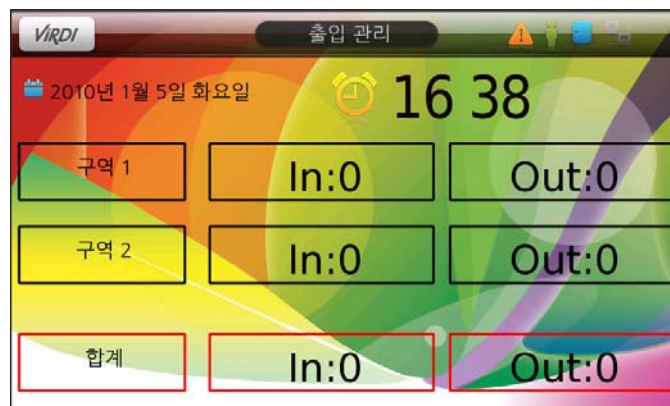 ViRDI 출입 관리
2010년 1월 5일 화요일 16 38
구역 1 In:0 Out:0
구역 2 In:0 Out:0
합계 In:0 Out:0